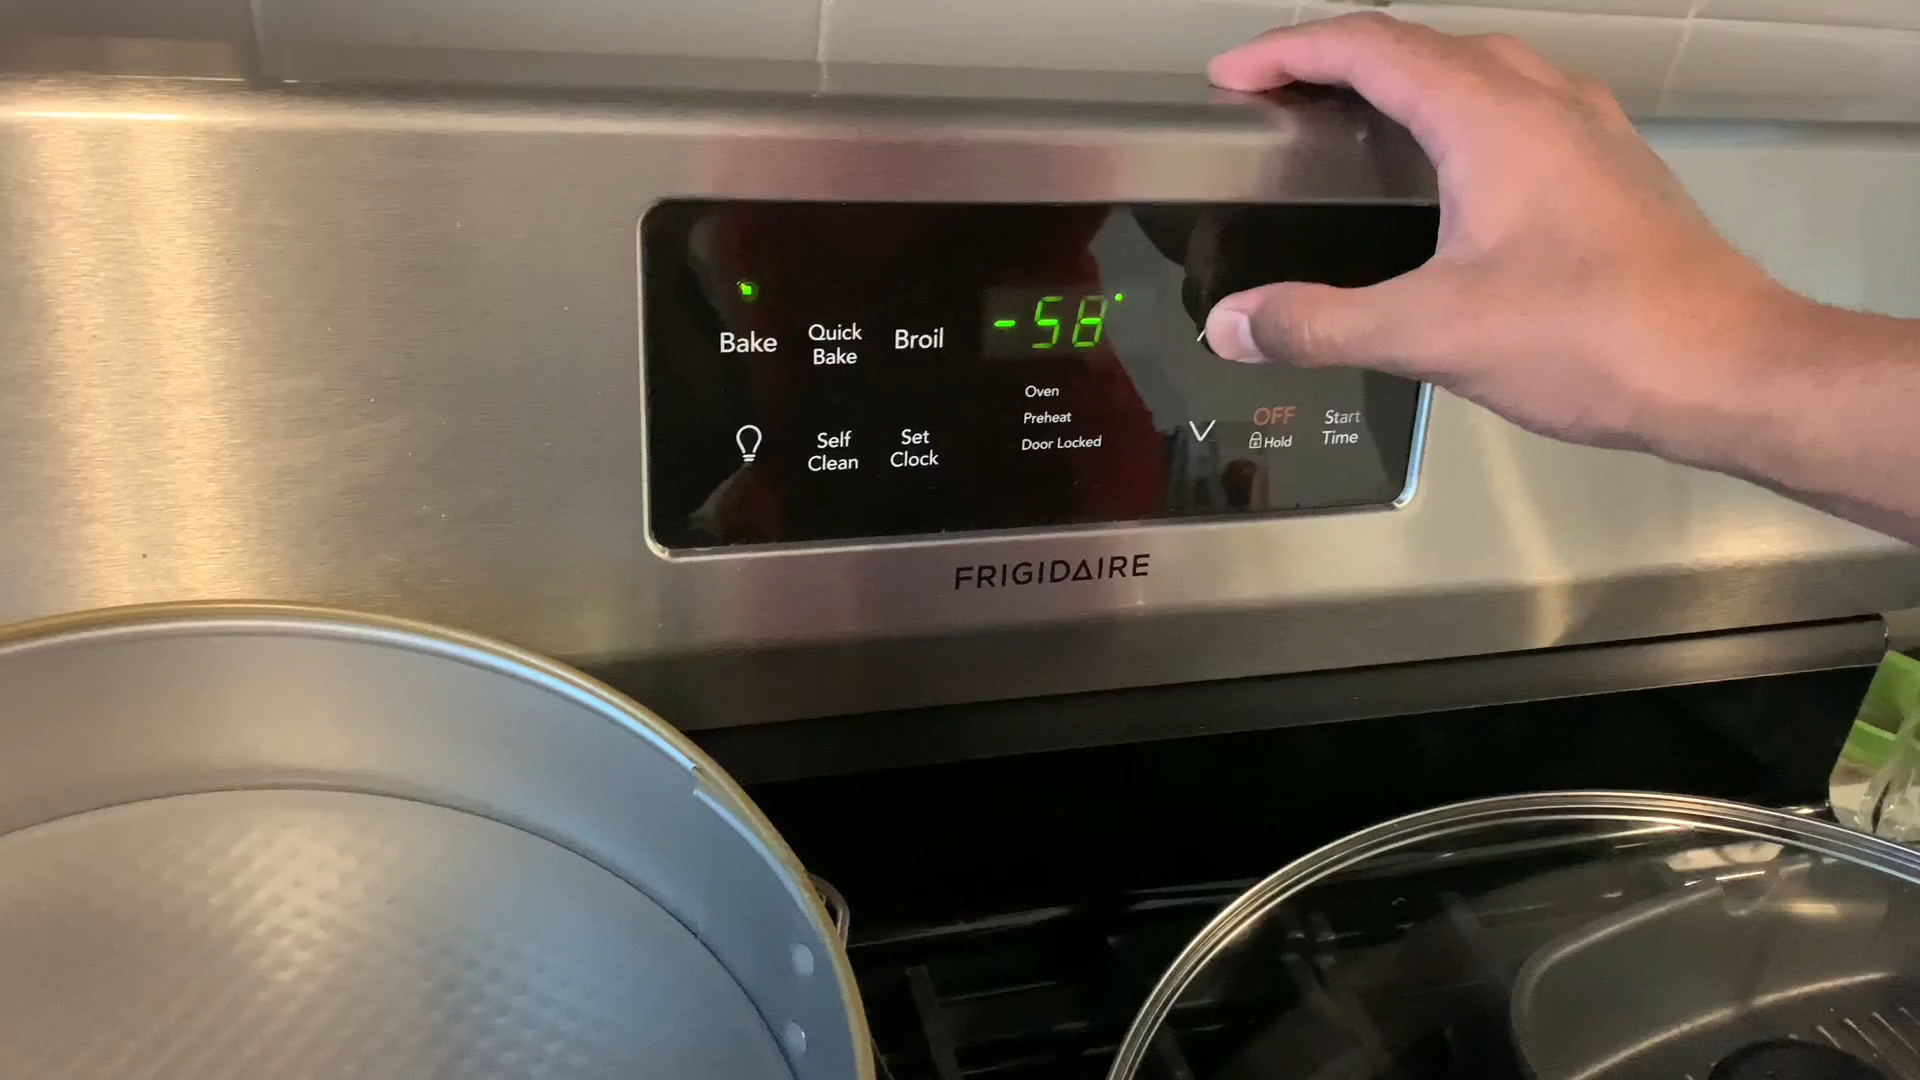 Bake
Quick
Bake
Broil
-58°
Oven
Preheat
Door Locked
Self
Clean
Set
Clock
OFF
Hold
Start
Time
FRIGIDAIRE